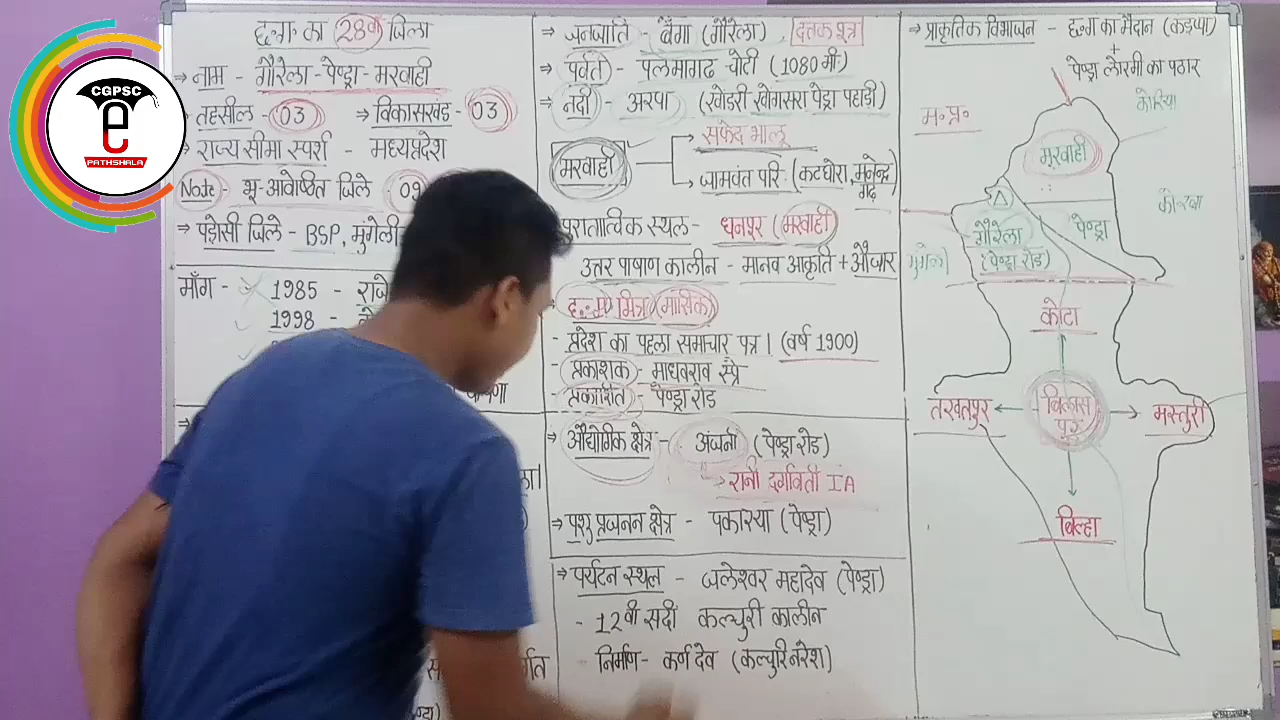 CGPSC
e
PATHSHALA
छ.ग. का 28वाँ जिला
⇒ नाम - गौरेला-पेण्ड्रा-मरवाही
⇒ तहसील - 03 ⇒ विकासखंड - 03
⇒ राज्य सीमा स्पर्श - मध्यप्रदेश
Note - भू-आवेष्ठित जिले - 09
⇒ पड़ोसी जिले - BSP, मुंगेली
माँग - 1985 -
1998 -
⇒ जनजाति - बैगा (गौरेला) दत्तक पुत्र
⇒ पर्वत - पलमागढ़ चोटी (1080 मी.)
⇒ नदी - अरपा (खोडरी खोंगसरा पेंड्रा पहाड़ी)
मरवाही
सफेद भालू
जामवंत परि. (कटघोरा, मनेन्द्रगढ़)
पुरातात्विक स्थल - धनपुर (मरवाही)
उत्तर पाषाण कालीन - मानव आकृति + औजार
छ.ग. मित्र (मासिक)
- प्रदेश का पहला समाचार पत्र। (वर्ष 1900)
- प्रकाशक - माधवराव सप्रे
- प्रकाशित - पेण्ड्रा रोड
⇒ औद्योगिक क्षेत्र - अंजनी (पेण्ड्रा रोड)
→ रानी दुर्गावती IA
⇒ पशु प्रजनन क्षेत्र - पकरिया (पेण्ड्रा)
⇒ पर्यटन स्थल - जलेश्वर महादेव (पेण्ड्रा)
- 12वीं सदी कल्चुरी कालीन
निर्माण - कर्ण देव (कल्चुरि नरेश)
⇒ प्राकृतिक विभाजन - छ.ग. का मैदान (कड़प्पा)
+
पेण्ड्रा लोरमी का पठार
म.प्र.
कोरिया
मरवाही
कोरबा
गौरेला
(पेण्ड्रा रोड)
पेण्ड्रा
मुंगेली
कोटा
तखतपुर
बिलासपुर
मस्तुरी
बिल्हा